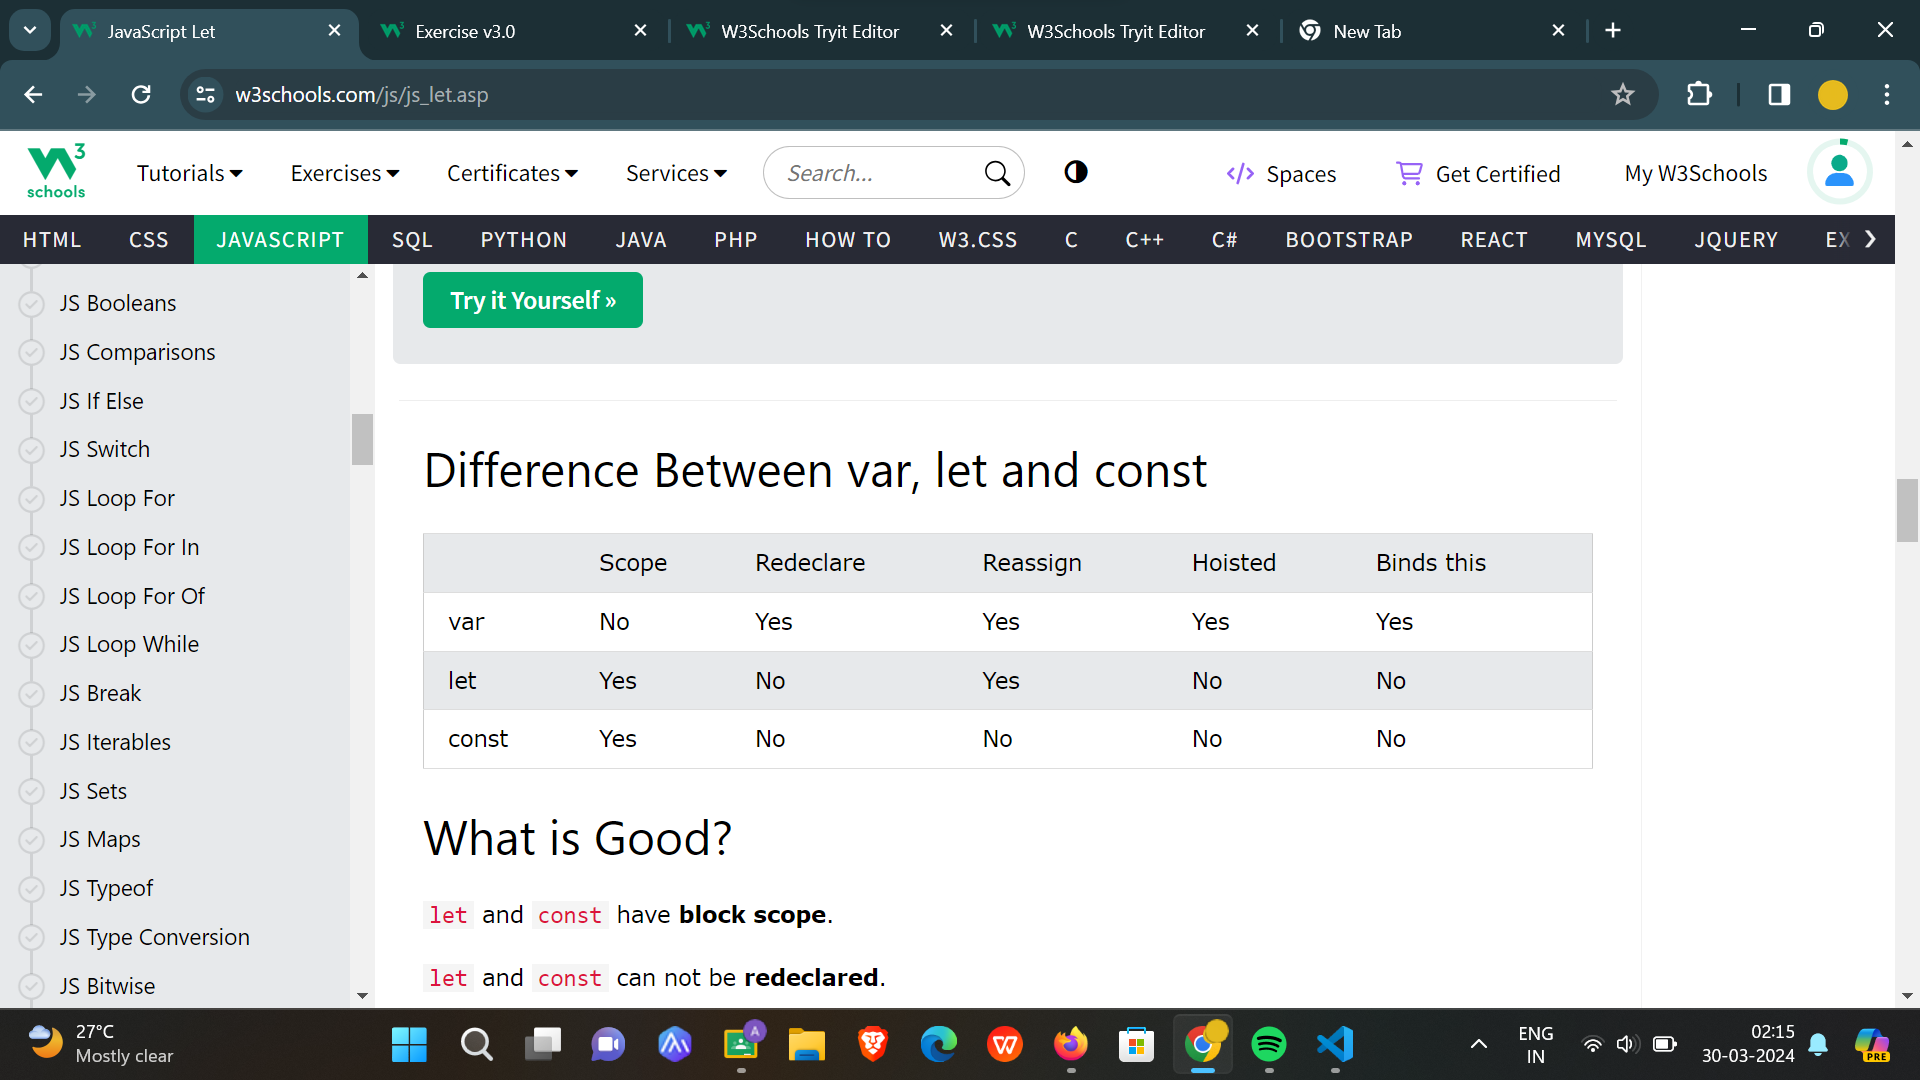 JavaScript Let
Exercise v3.0
W3Schools Tryit Editor
W3Schools Tryit Editor
New Tab
w3schools.com/js/js_let.asp
W3 schools
Tutorials
Exercises
Certificates
Services
Search...
Spaces
Get Certified
My W3Schools
HTML CSS JAVASCRIPT SQL PYTHON JAVA PHP HOW TO W3.CSS C C++ C# BOOTSTRAP REACT MYSQL JQUERY EX ❯
JS Booleans
JS Comparisons
JS If Else
JS Switch
JS Loop For
JS Loop For In
JS Loop For Of
JS Loop While
JS Break
JS Iterables
JS Sets
JS Maps
JS Typeof
JS Type Conversion
JS Bitwise
Try it Yourself »
Difference Between var, let and const
Scope Redeclare Reassign Hoisted Binds this
var No Yes Yes Yes Yes
let Yes No Yes No No
const Yes No No No No
What is Good?
let and const have block scope.
let and const can not be redeclared.
27°C
Mostly clear
A
W
ENG
IN
02:15
30-03-2024
PRE